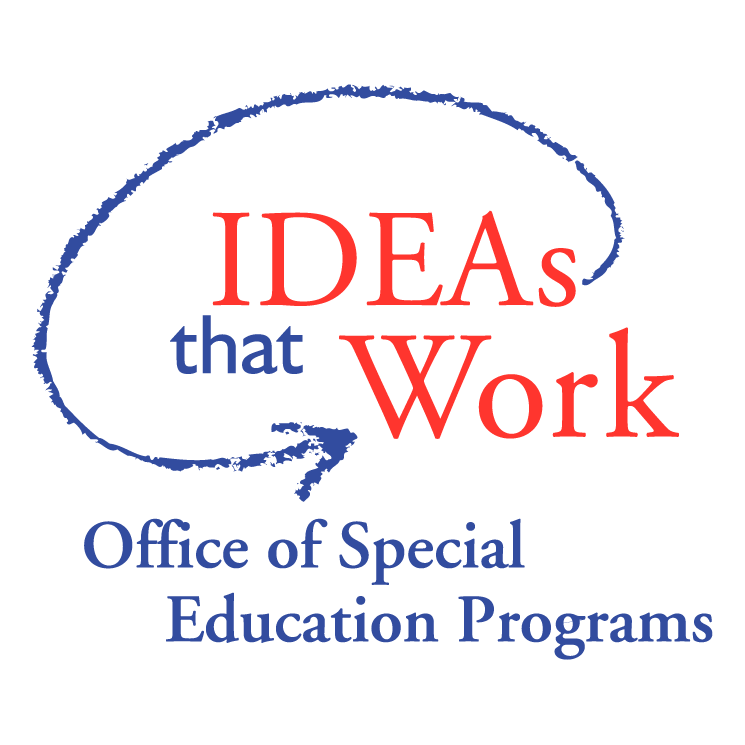 IDEAs
that Work
Office of Special
Education Programs